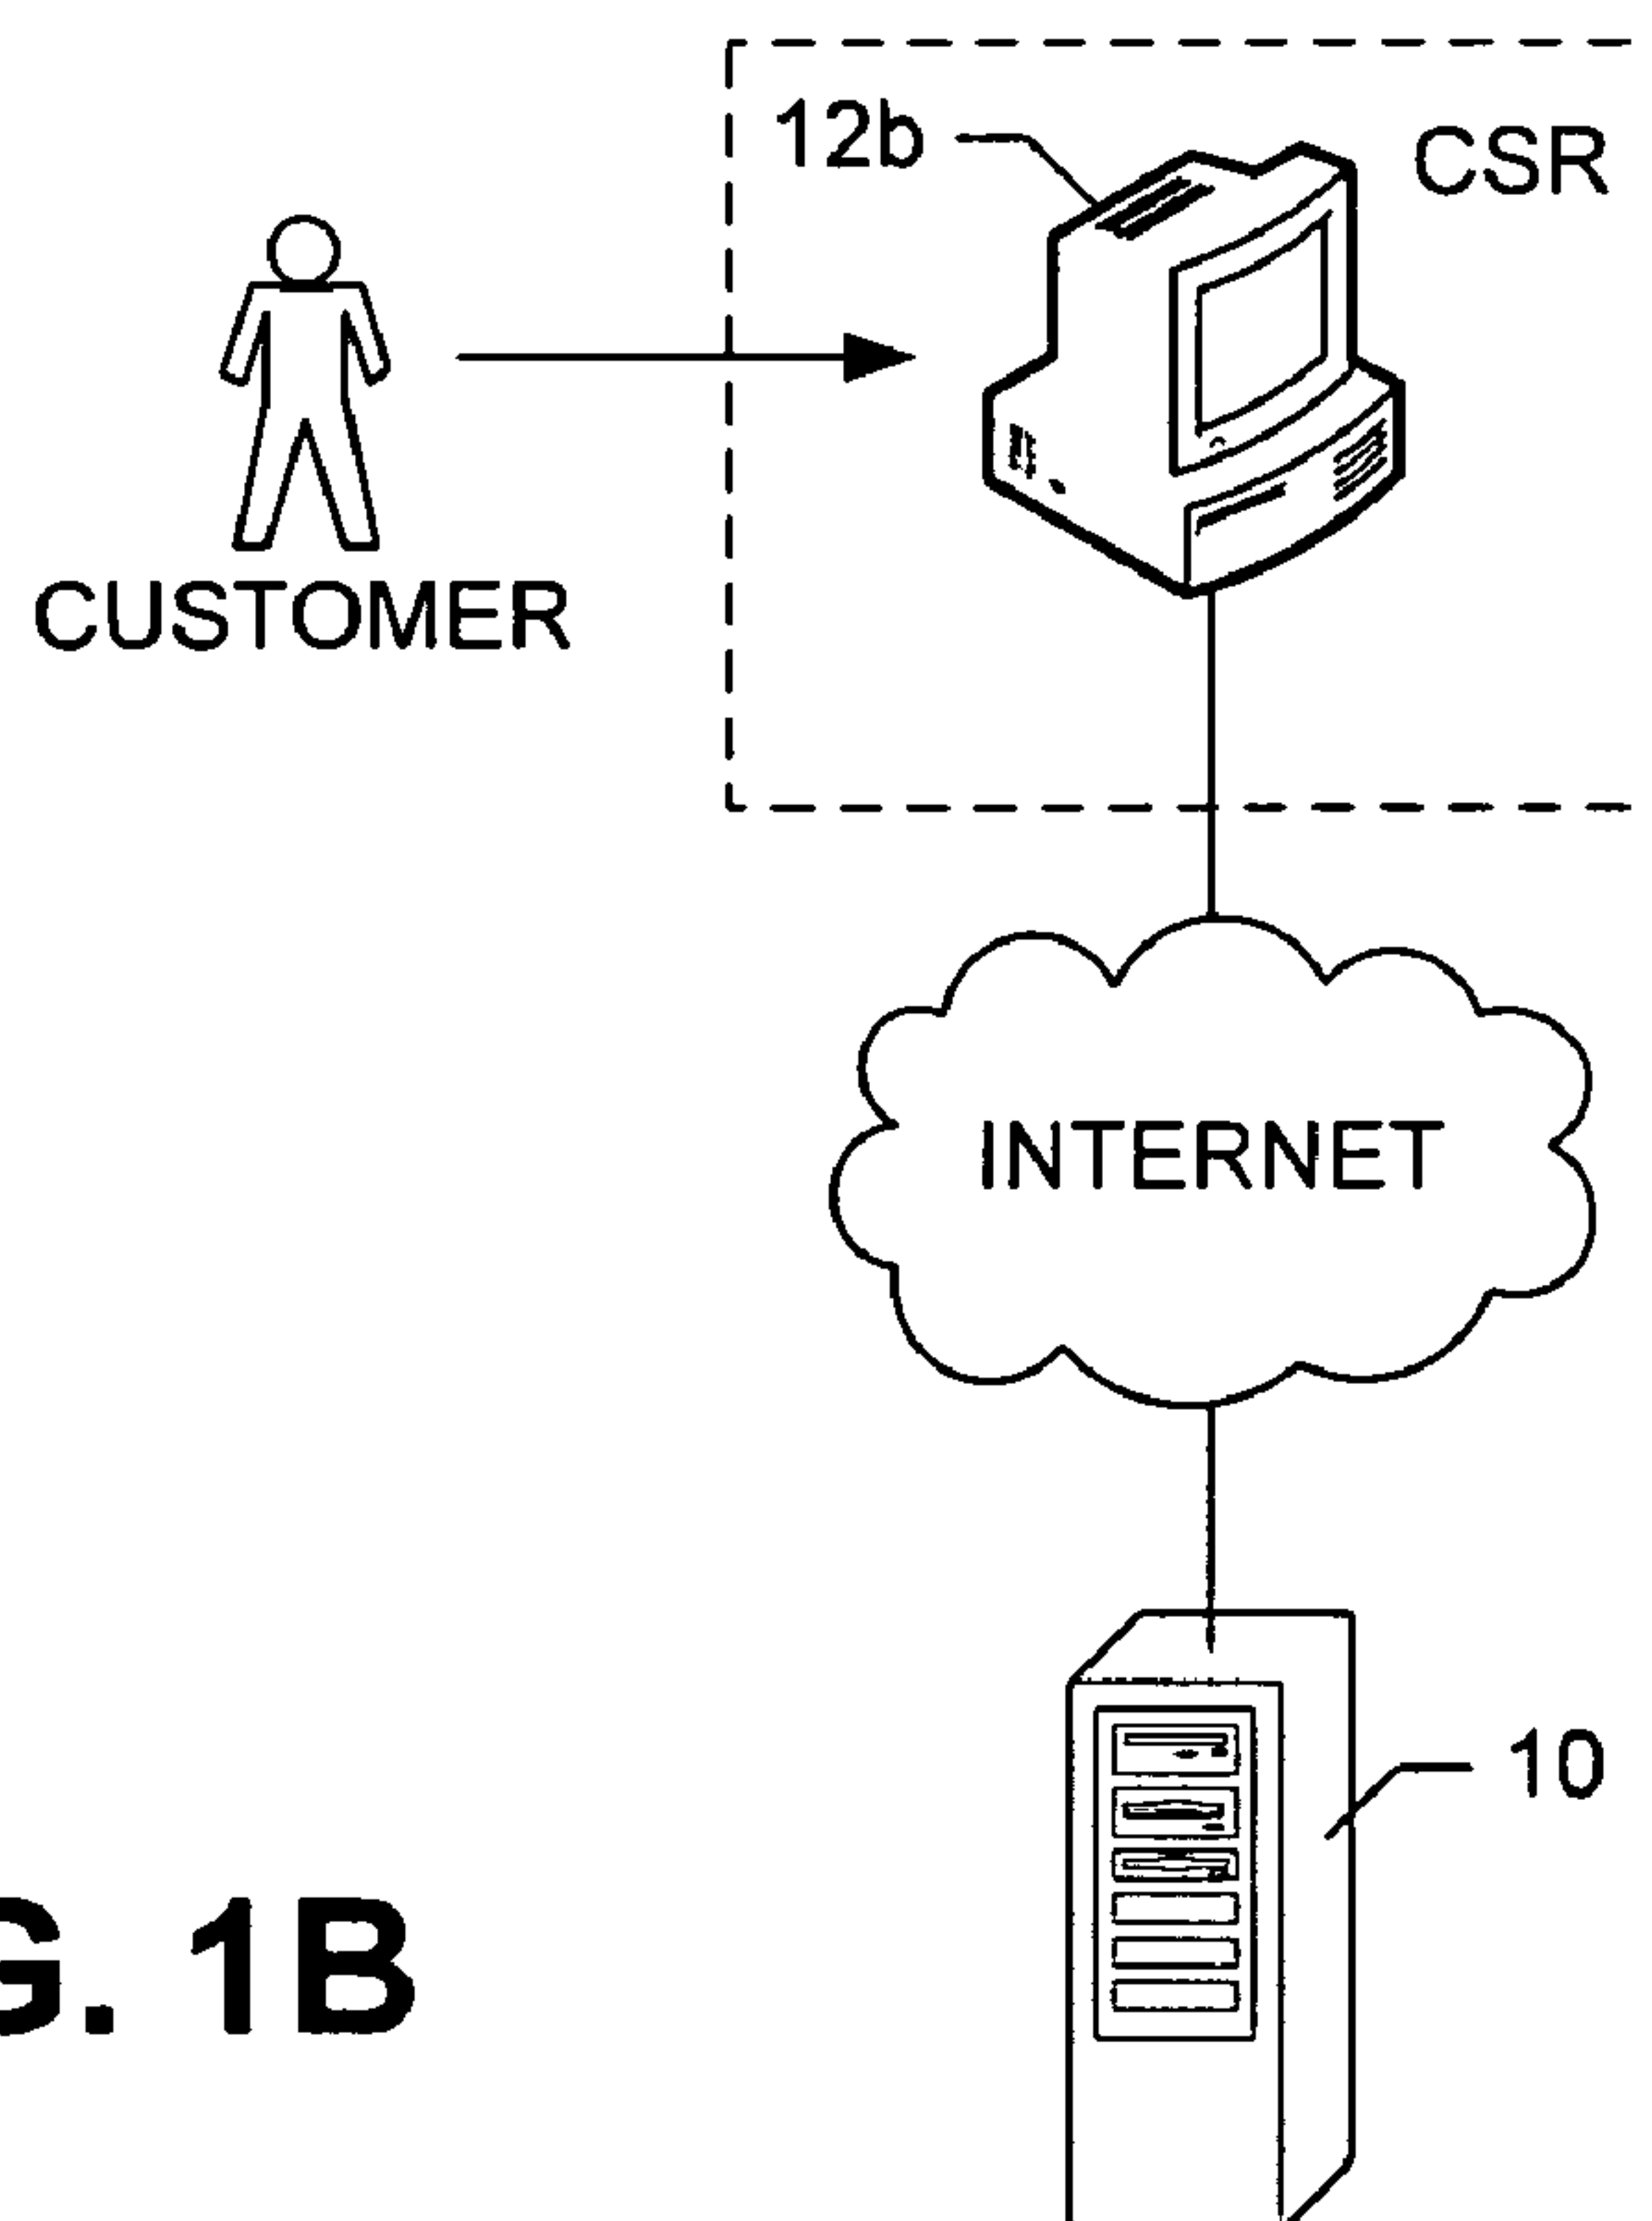 12b
CSR
CUSTOMER
INTERNET
10
G. 1B